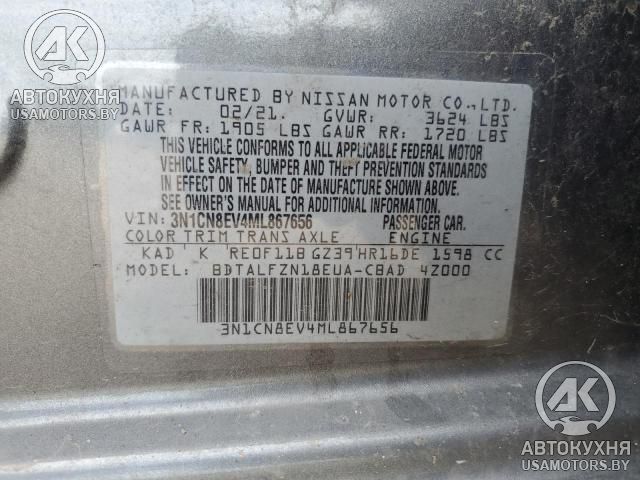 AK
АВТОКУХНЯ
USAMOTORS.BY
MANUFACTURED BY NISSAN MOTOR CO., LTD.
DATE: 02/21. GVWR: 3624 LBS
GAWR FR: 1905 LBS GAWR RR: 1720 LBS
THIS VEHICLE CONFORMS TO ALL APPLICABLE FEDERAL MOTOR
VEHICLE SAFETY, BUMPER AND THEFT PREVENTION STANDARDS
IN EFFECT ON THE DATE OF MANUFACTURE SHOWN ABOVE.
SEE OWNER'S MANUAL FOR ADDITIONAL INFORMATION.
VIN: 3N1CN8EV4ML867656 PASSENGER CAR.
COLOR TRIM TRANS AXLE ENGINE
KAD ' K ' RE0F11B GZ39 ' HR16DE 1598 CC
MODEL: BDTALFZN18EUA-CBAD 4Z000
3N1CN8EV4ML867656
AK
АВТОКУХНЯ
USAMOTORS.BY